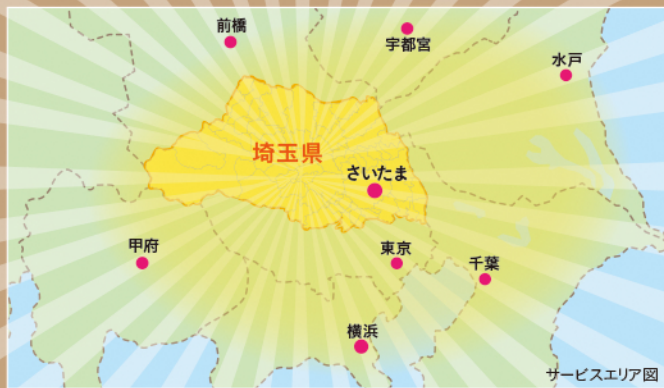 前橋
宇都宮
水戸
埼玉県
さいたま
甲府
東京
千葉
横浜
サービスエリア図